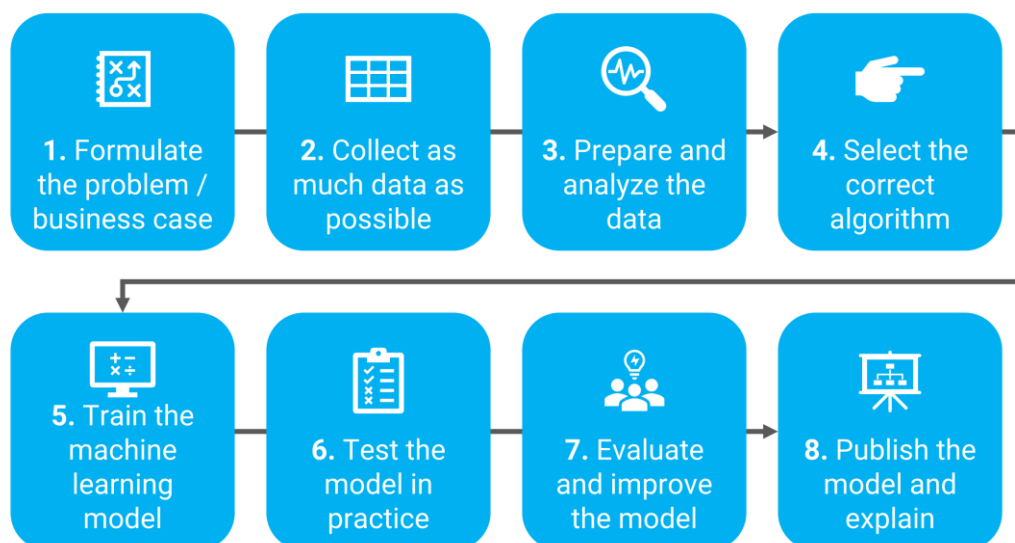 1. Formulate
the problem /
business case
2. Collect as
much data as
possible
3. Prepare and
analyze the
data
4. Select the
correct
algorithm
5. Train the
machine
learning
model
6. Test the
model in
practice
7. Evaluate
and improve
the model
8. Publish the
model and
explain